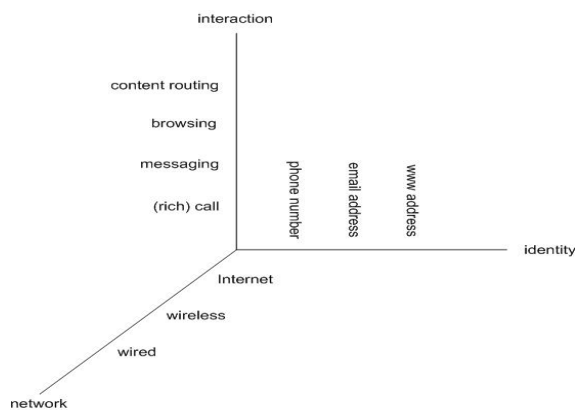 interaction
content routing
browsing
messaging
(rich) call
phone number
email address
www address
identity
Internet
wireless
wired
network